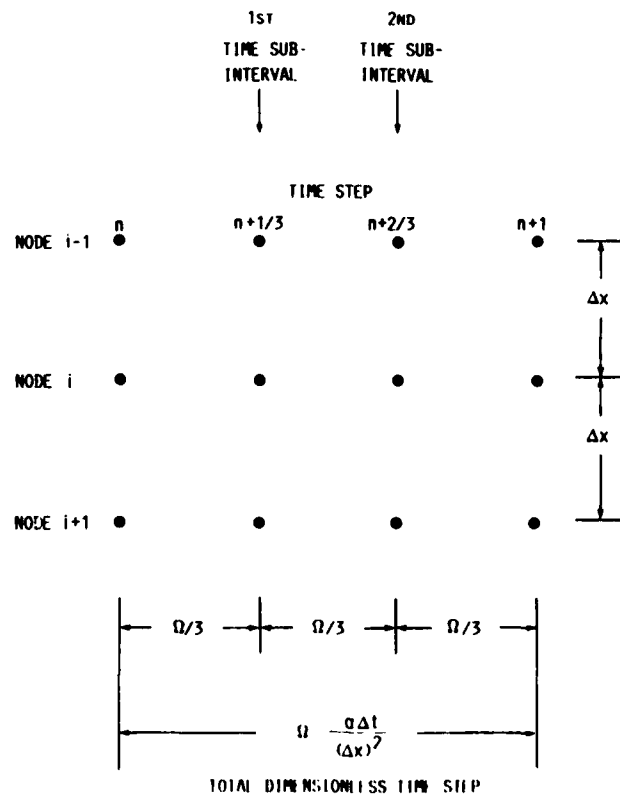 1ST 2ND
TIME SUB- TIME SUB-
INTERVAL INTERVAL
TIME STEP
n n+1/3 n+2/3 n+1
NODE i-1
Δx
NODE i
Δx
NODE i+1
Ω/3 Ω/3 Ω/3
Ω αΔt
(Δx)²
TOTAL DIMENSIONLESS TIME STEP